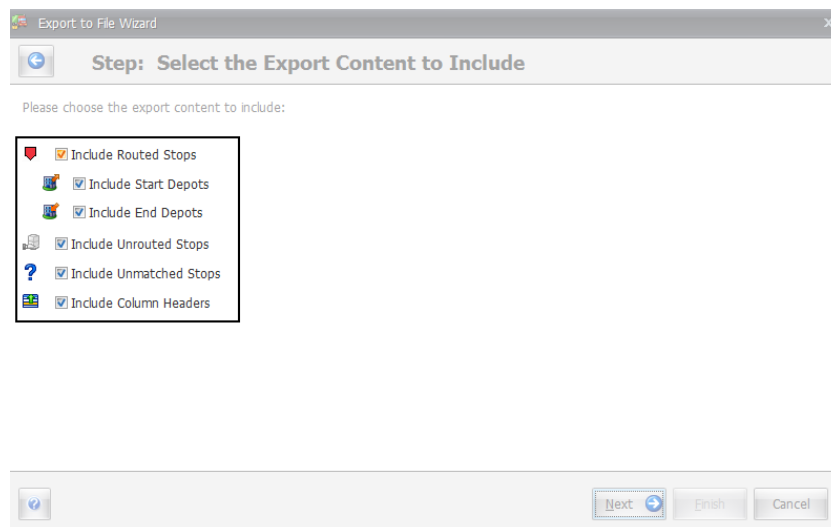 Export to File Wizard
Step: Select the Export Content to Include
Please choose the export content to include:
Include Routed Stops
Include Start Depots
Include End Depots
Include Unrouted Stops
Include Unmatched Stops
Include Column Headers
Next Finish Cancel